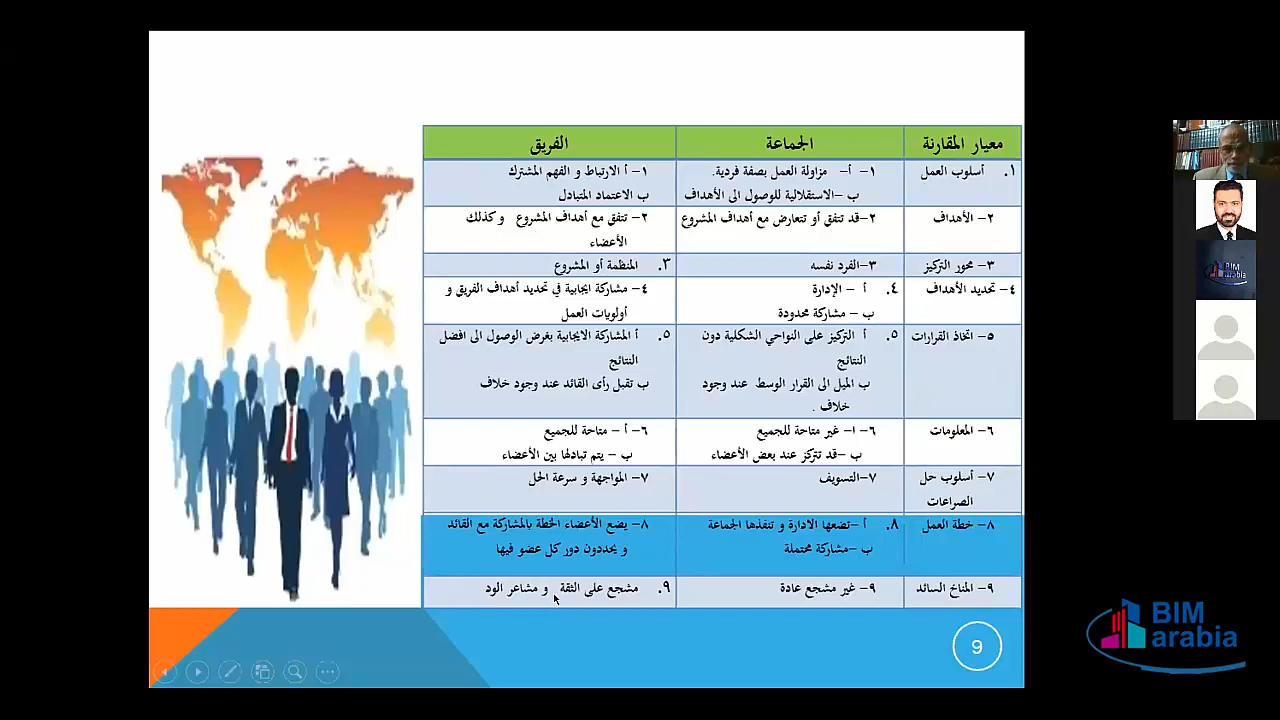 معيار المقارنة
الجماعة
الفريق
١. أسلوب العمل
١- أ- مزاولة العمل بصفة فردية.
ب -الاستقلالية للوصول الى الأهداف
١- أ الارتباط و الفهم المشترك
ب الاعتماد المتبادل
٢- الأهداف
٢-قد تتفق أو تتعارض مع أهداف المشروع
٢- تتفق مع أهداف المشروع و كذلك
الأعضاء
٣- محور التركيز
٣-الفرد نفسه
٣. المنظمة أو المشروع
٤- تحديد الأهداف
٤. أ - الإدارة
ب - مشاركة محدودة
٤- مشاركة ايجابية في تحديد أهداف الفريق و
أولويات العمل
٥- اتخاذ القرارات
٥. أ التركيز على النواحي الشكلية دون
النتائج
ب الميل الى القرار الوسط عند وجود
خلاف .
٥. أ المشاركة الايجابية بغرض الوصول الى افضل
النتائج
ب تقبل رأى القائد عند وجود خلاف
٦- المعلومات
٦- ا- غير متاحة للجميع
ب -قد تتركز عند بعض الأعضاء
٦- أ - متاحة للجميع
ب - يتم تبادلها بين الأعضاء
٧- أسلوب حل
الصراعات
٧-التسويف
٧- المواجهة و سرعة الحل
٨- خطة العمل
٨. أ -تضعها الادارة و تنفذها الجماعة
ب -مشاركة محتملة
٨- يضع الأعضاء الخطة بالمشاركة مع القائد
و يحددون دور كل عضو فيها
٩- المناخ السائد
٩- غير مشجع عادة
٩. مشجع على الثقة و مشاعر الود
9
BIM
arabia
BIM
arabia